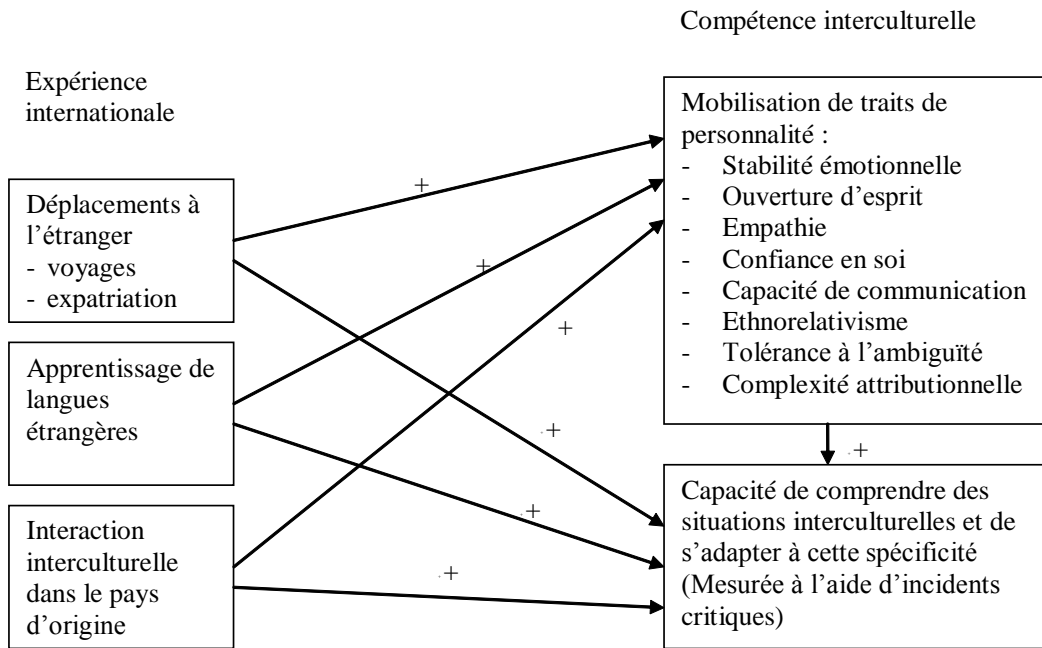 Compétence interculturelle
Expérience
internationale
Déplacements à
l’étranger
- voyages
- expatriation
Apprentissage de
langues
étrangères
Interaction
interculturelle
dans le pays
d’origine
+
+
+
+
+
+
Mobilisation de traits de
personnalité :
- Stabilité émotionnelle
- Ouverture d’esprit
- Empathie
- Confiance en soi
- Capacité de communication
- Ethnorelativisme
- Tolérance à l’ambiguïté
- Complexité attributionnelle
+
Capacité de comprendre des
situations interculturelles et de
s’adapter à cette spécificité
(Mesurée à l’aide d’incidents
critiques)